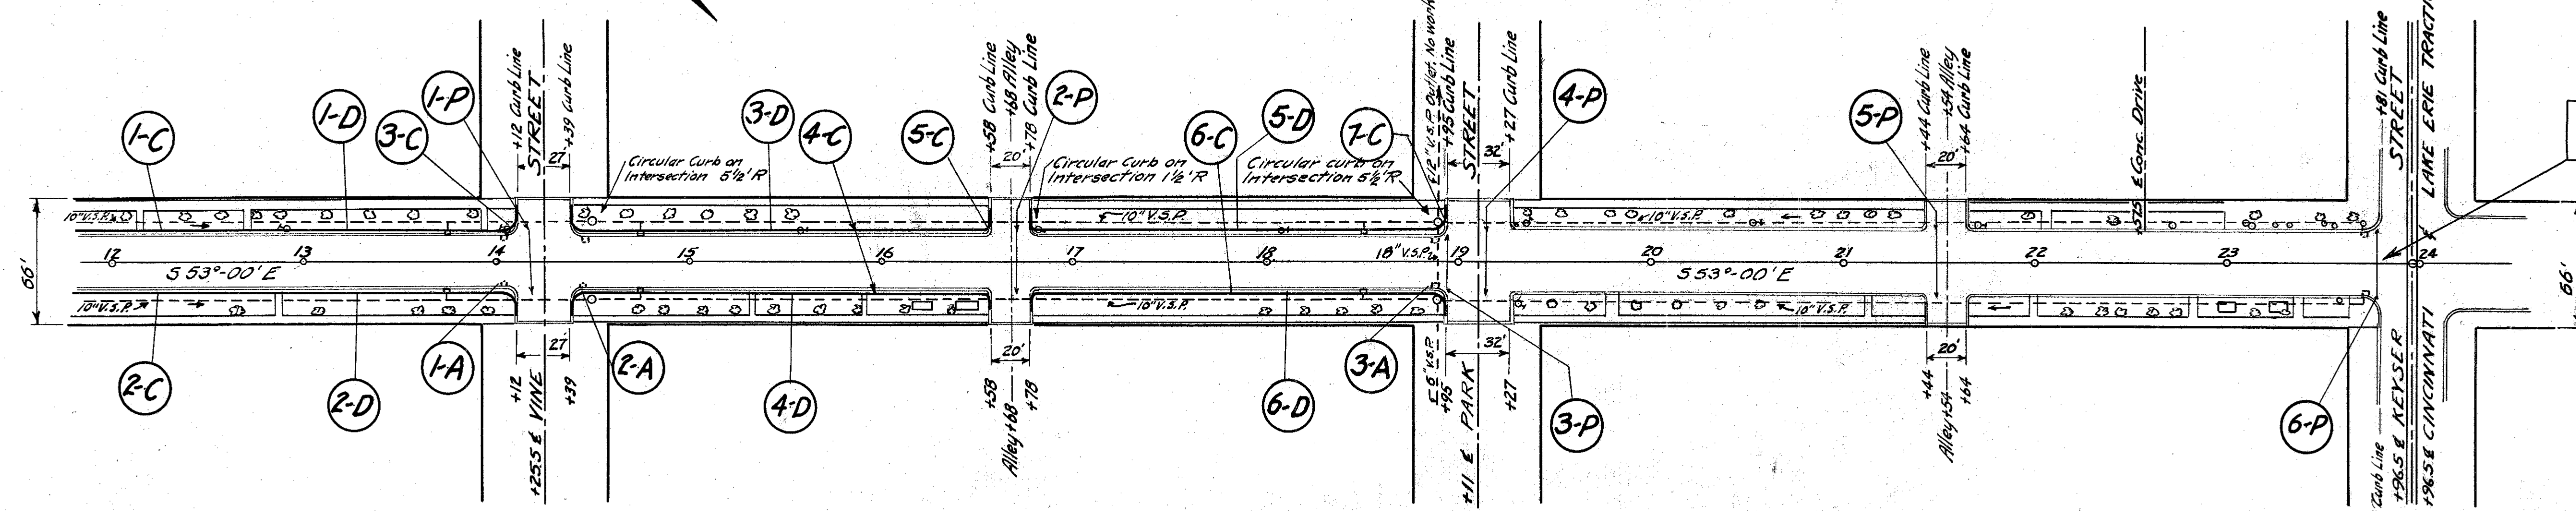 1-C
1-D
3-C
1-P
+12 Curb Line
STREET
+39 Curb Line
27'
Circular Curb on
Intersection 5½'R
3-D
4-C
5-C
+58 Curb Line
+68 Alley
+78 Curb Line
20'
2-P
Circular Curb on
Intersection 1½'R
6-C
5-D
Circular curb on
Intersection 5½'R
7-C
12" V.S.P. Outlet. No work
+95 Curb Line
STREET
+27 Curb Line
32'
4-P
5-P
+44 Curb Line
+54 Alley
+64 Curb Line
20'
+57.5 ℄ Conc. Drive
+81 Curb Line
STREET
℄ LAKE ERIE TRACTI
66'
10" V.S.P.
10" V.S.P.
10" V.S.P.
12
13
14
15
16
17
18
18" V.S.P.
19
20
21
22
23
24
S 53°-00' E
S 53°-00' E
10" V.S.P.
10" V.S.P.
10" V.S.P.
66'
2-C
2-D
1-A
27'
+12
+25.5 ℄ VINE
+39
2-A
4-D
20'
+58
Alley +68
+78
6-D
3-A
6" V.S.P.
+95
32'
+11 ℄ PARK
+27
3-P
20'
+44
Alley +54
+64
6-P
Curb Line
+96.5 ℄ KEYSER
+96.5 ℄ CINCINNATI